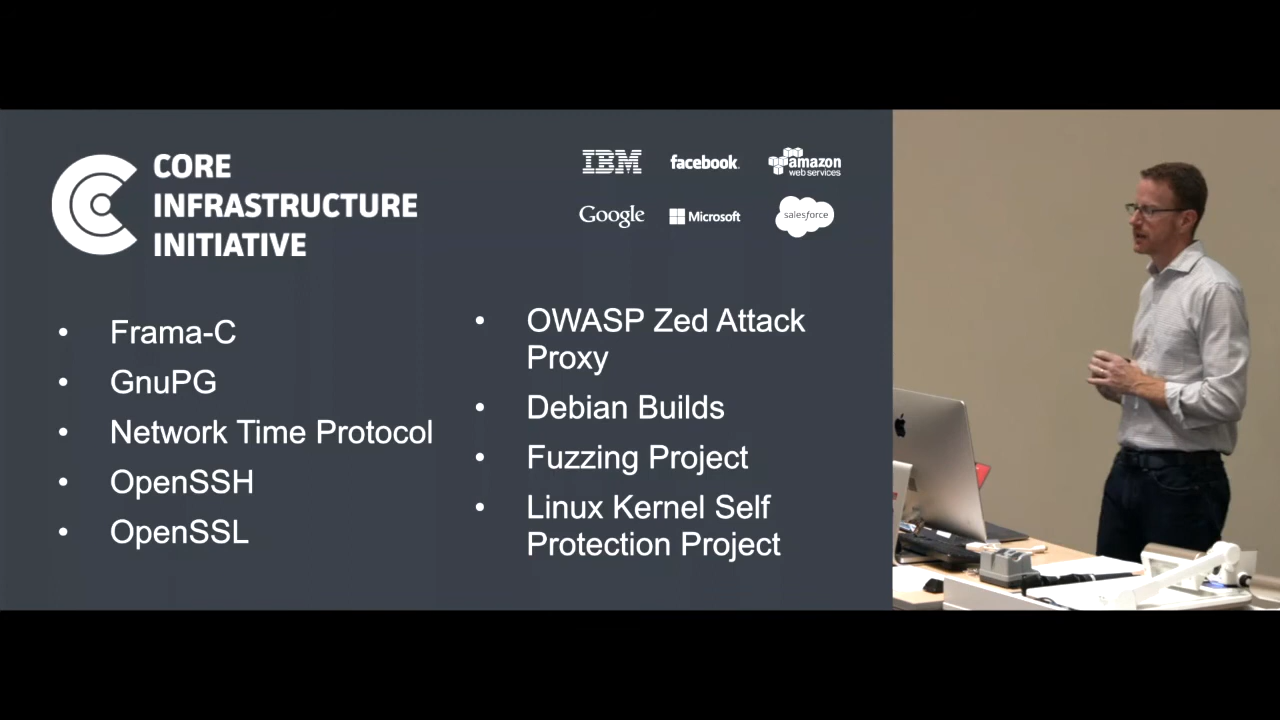 CORE
INFRASTRUCTURE
INITIATIVE
IBM
facebook.
amazon
web services
Google
Microsoft
salesforce
• Frama-C
• GnuPG
• Network Time Protocol
• OpenSSH
• OpenSSL
• OWASP Zed Attack
Proxy
• Debian Builds
• Fuzzing Project
• Linux Kernel Self
Protection Project